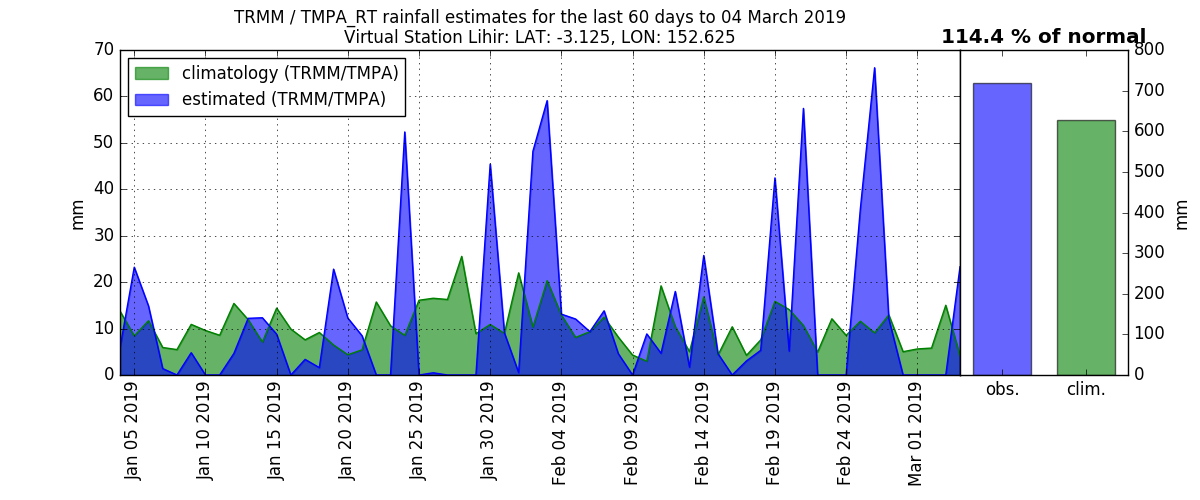 TRMM / TMPA_RT rainfall estimates for the last 60 days to 04 March 2019
Virtual Station Lihir: LAT: -3.125, LON: 152.625
114.4 % of normal
climatology (TRMM/TMPA)
estimated (TRMM/TMPA)
70
60
50
40
30
20
10
0
mm
Jan 05 2019
Jan 10 2019
Jan 15 2019
Jan 20 2019
Jan 25 2019
Jan 30 2019
Feb 04 2019
Feb 09 2019
Feb 14 2019
Feb 19 2019
Feb 24 2019
Mar 01 2019
obs.
clim.
800
700
600
500
400
300
200
100
0
mm